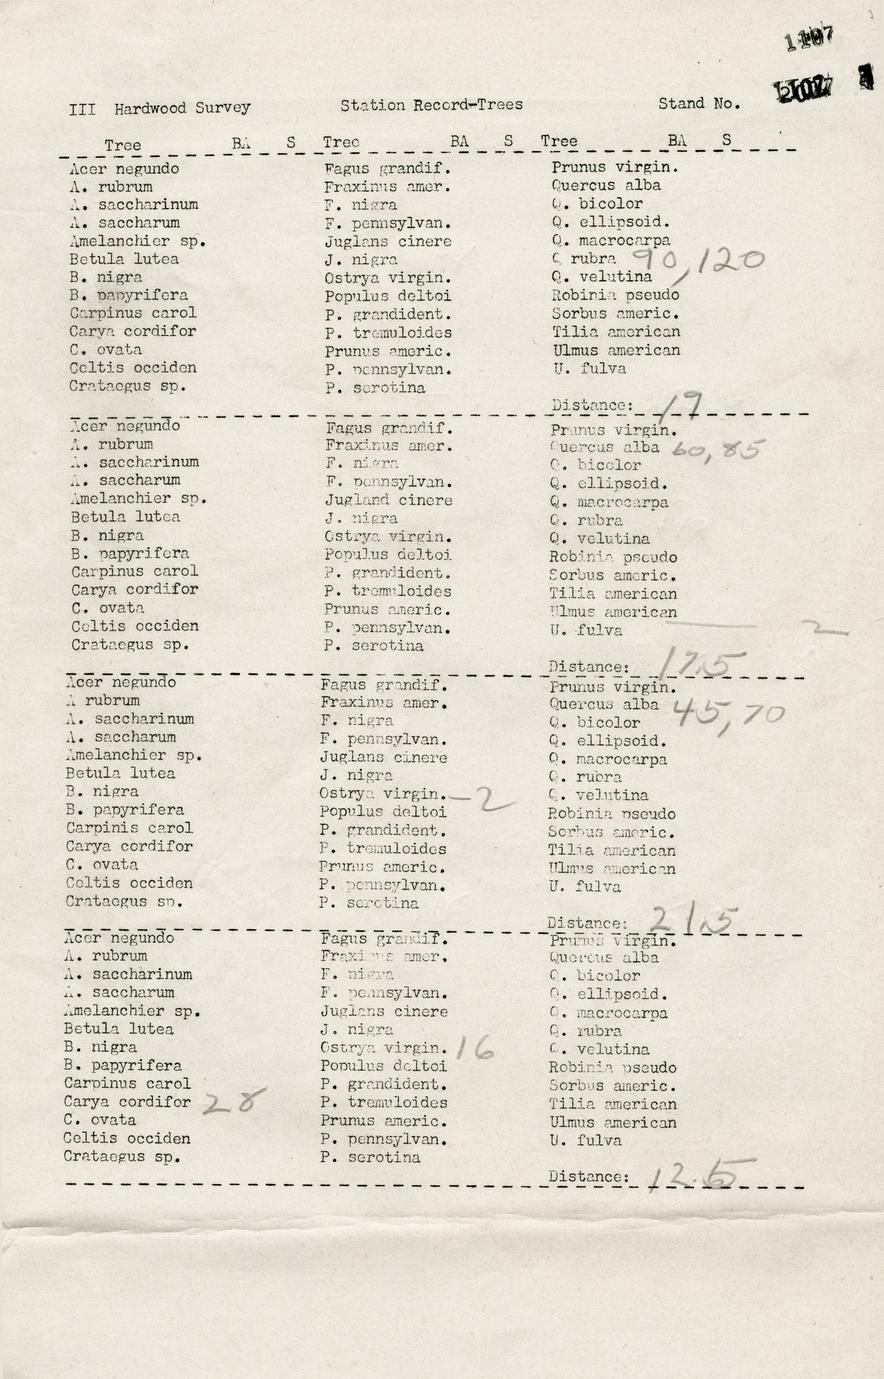 III Hardwood Survey Station Record-Trees Stand No.
Tree BA S Tree BA S Tree BA S
Acer negundo Fagus grandif. Prunus virgin.
A. rubrum Fraxinus amer. Quercus alba
A. saccharinum F. nigra Q. bicolor
A. saccharum F. pennsylvan. Q. ellipsoid.
Amelanchier sp. Juglans cinere Q. macrocarpa
Betula lutea J. nigra Q rubra 90, 120
B. nigra Ostrya virgin. Q. velutina
B. papyrifera Populus deltoi Robinia pseudo
Carpinus carol P. grandident. Sorbus americ.
Carya cordifor P. tremuloides Tilia american
C. ovata Prunus americ. Ulmus american
Celtis occiden P. pennsylvan. U. fulva
Crataegus sp. P. serotina
Distance: 17
Acer negundo Fagus grandif. Prunus virgin.
A. rubrum Fraxinus amer. Quercus alba 60, 85
A. saccharinum F. nigra Q. bicolor
A. saccharum F. pennsylvan. Q. ellipsoid.
Amelanchier sp. Jugland cinere Q. macrocarpa
Betula lutea J. nigra Q. rubra
B. nigra Ostrya virgin. Q. velutina
B. papyrifera Populus deltoi Robinia pseudo
Carpinus carol P. grandident. Sorbus americ.
Carya cordifor P. tremuloides Tilia american
C. ovata Prunus americ. Ulmus american
Celtis occiden P. pennsylvan. U. fulva 2
Crataegus sp. P. serotina
Distance: 17.5
Acer negundo Fagus grandif. Prunus virgin.
A rubrum Fraxinus amer. Quercus alba 45, 70
A. saccharinum F. nigra Q. bicolor
A. saccharum F. pennsylvan. Q. ellipsoid.
Amelanchier sp. Juglans cinere Q. macrocarpa
Betula lutea J. nigra Q. rubra
B. nigra Ostrya virgin. 2 Q. velutina
B. papyrifera Populus deltoi Robinia pseudo
Carpinis carol P. grandident. Sorbus americ.
Carya cordifor P. tremuloides Tilia american
C. ovata Prunus americ. Ulmus american
Celtis occiden P. pennsylvan. U. fulva
Crataegus sp. P. serotina
Distance: 21.5
Acer negundo Fagus grandif. Prunus virgin.
A. rubrum Fraxinus amer. Quercus alba
A. saccharinum F. nigra Q. bicolor
A. saccharum F. pennsylvan. Q. ellipsoid.
Amelanchier sp. Juglans cinere Q. macrocarpa
Betula lutea J. nigra Q. rubra
B. nigra Ostrya virgin. 16 Q. velutina
B. papyrifera Populus deltoi Robinia pseudo
Carpinus carol P. grandident. Sorbus americ.
Carya cordifor 28 P. tremuloides Tilia american
C. ovata Prunus americ. Ulmus american
Celtis occiden P. pennsylvan. U. fulva
Crataegus sp. P. serotina
Distance: 12.5